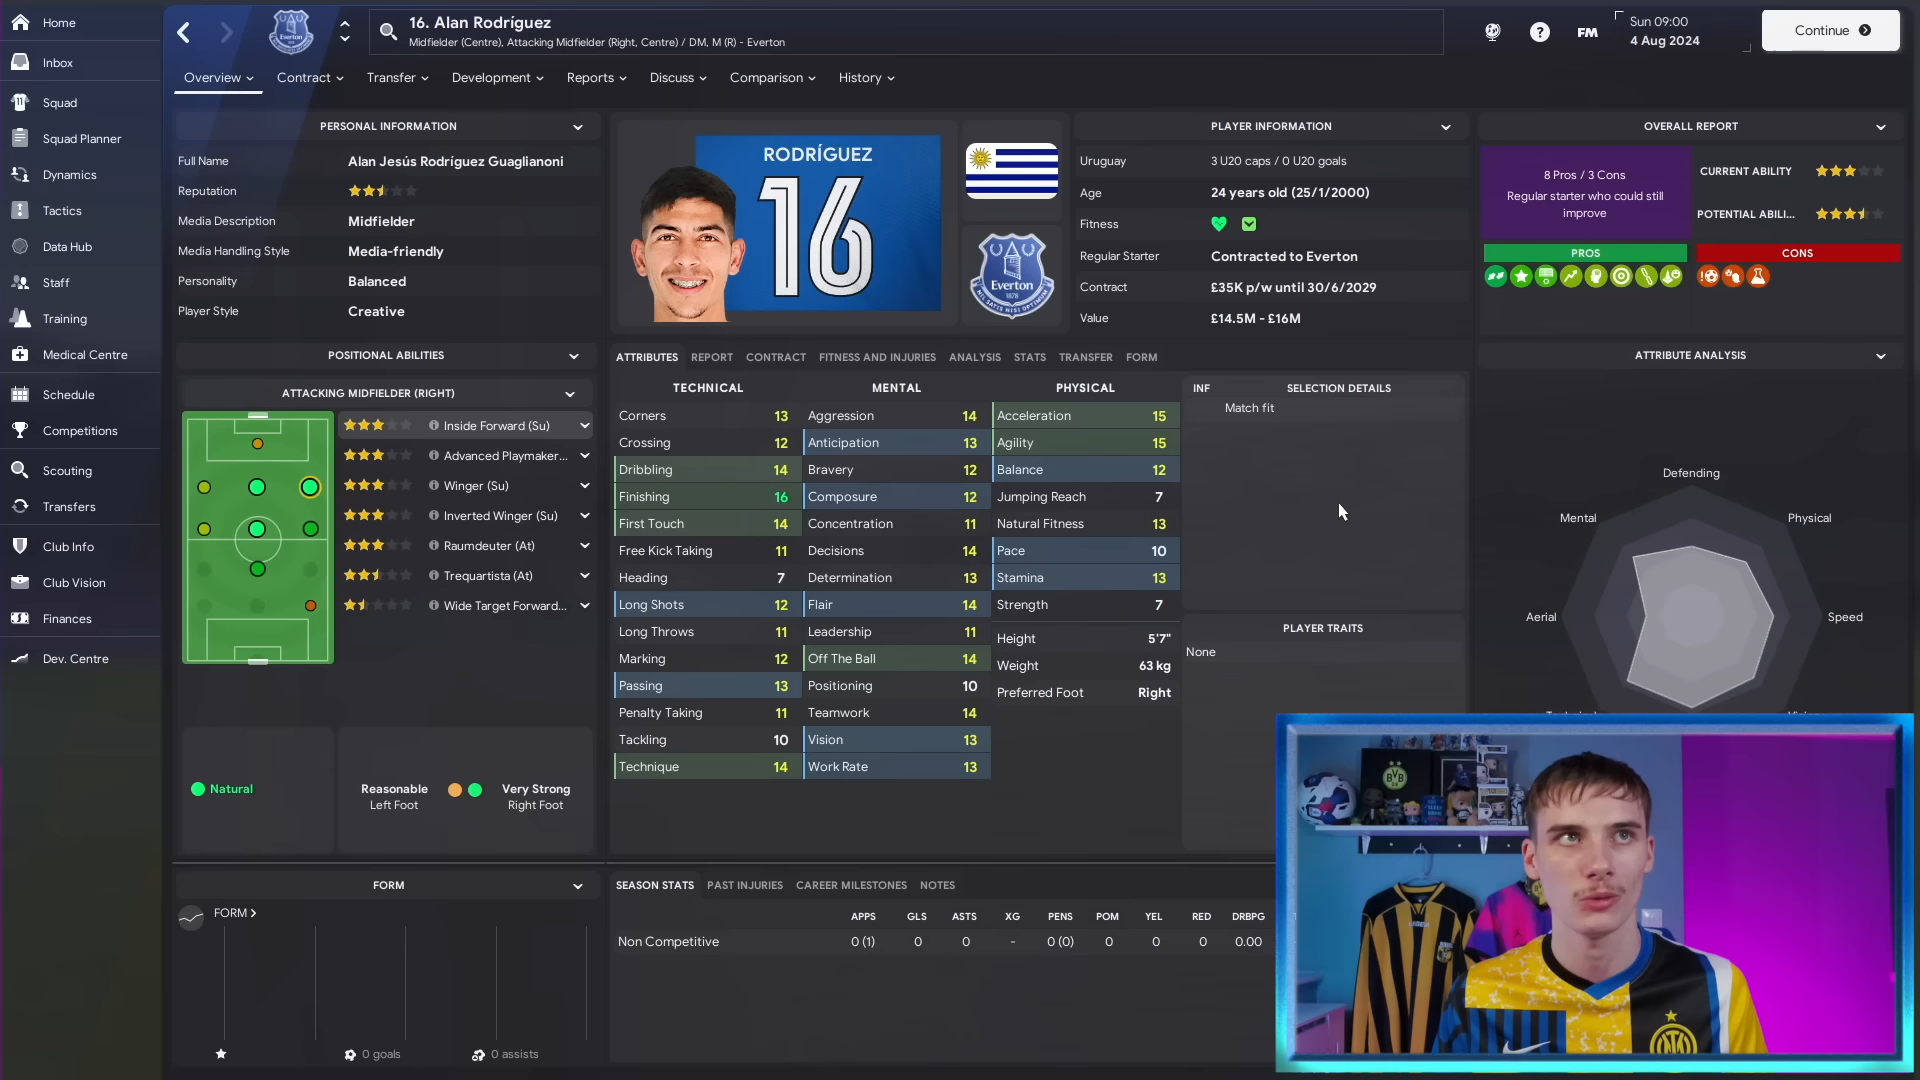 Home
Inbox
Squad
Squad Planner
Dynamics
Tactics
Data Hub
Staff
Training
Medical Centre
Schedule
Competitions
Scouting
Transfers
Club Info
Club Vision
Finances
Dev. Centre
16. Alan Rodríguez
Midfielder (Centre), Attacking Midfielder (Right, Centre) / DM, M (R) - Everton
FM
Sun 09:00
4 Aug 2024
Continue
Overview
Contract
Transfer
Development
Reports
Discuss
Comparison
History
PERSONAL INFORMATION
Full Name Alan Jesús Rodríguez Guaglianoni
Reputation
Media Description Midfielder
Media Handling Style Media-friendly
Personality Balanced
Player Style Creative
RODRÍGUEZ
16
Everton
1878
PLAYER INFORMATION
Uruguay 3 U20 caps / 0 U20 goals
Age 24 years old (25/1/2000)
Fitness
Regular Starter Contracted to Everton
Contract £35K p/w until 30/6/2029
Value £14.5M - £16M
OVERALL REPORT
8 Pros / 3 Cons
Regular starter who could still
improve
CURRENT ABILITY
POTENTIAL ABILI...
PROS
CONS
POSITIONAL ABILITIES
ATTACKING MIDFIELDER (RIGHT)
Inside Forward (Su)
Advanced Playmaker...
Winger (Su)
Inverted Winger (Su)
Raumdeuter (At)
Trequartista (At)
Wide Target Forward...
Natural
Reasonable
Left Foot
Very Strong
Right Foot
ATTRIBUTES REPORT CONTRACT FITNESS AND INJURIES ANALYSIS STATS TRANSFER FORM
TECHNICAL
Corners 13
Crossing 12
Dribbling 14
Finishing 16
First Touch 14
Free Kick Taking 11
Heading 7
Long Shots 12
Long Throws 11
Marking 12
Passing 13
Penalty Taking 11
Tackling 10
Technique 14
MENTAL
Aggression 14
Anticipation 13
Bravery 12
Composure 12
Concentration 11
Decisions 14
Determination 13
Flair 14
Leadership 11
Off The Ball 14
Positioning 10
Teamwork 14
Vision 13
Work Rate 13
PHYSICAL
Acceleration 15
Agility 15
Balance 12
Jumping Reach 7
Natural Fitness 13
Pace 10
Stamina 13
Strength 7
Height 5'7"
Weight 63 kg
Preferred Foot Right
INF SELECTION DETAILS
Match fit
PLAYER TRAITS
None
ATTRIBUTE ANALYSIS
Defending
Mental
Physical
Aerial
Speed
FORM
FORM
0 goals
0 assists
SEASON STATS PAST INJURIES CAREER MILESTONES NOTES
APPS GLS ASTS XG PENS POM YEL RED DRBPG
Non Competitive 0 (1) 0 0 - 0 (0) 0 0 0 0.00
BVB
09